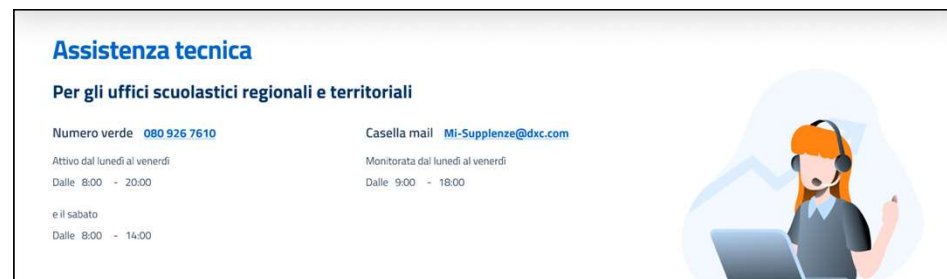 Assistenza tecnica
Per gli uffici scolastici regionali e territoriali
Numero verde 080 926 7610
Attivo dal lunedì al venerdì
Dalle 8:00 - 20:00
e il sabato
Dalle 8:00 - 14:00
Casella mail Mi-Supplenze@dxc.com
Monitorata dal lunedì al venerdì
Dalle 9:00 - 18:00